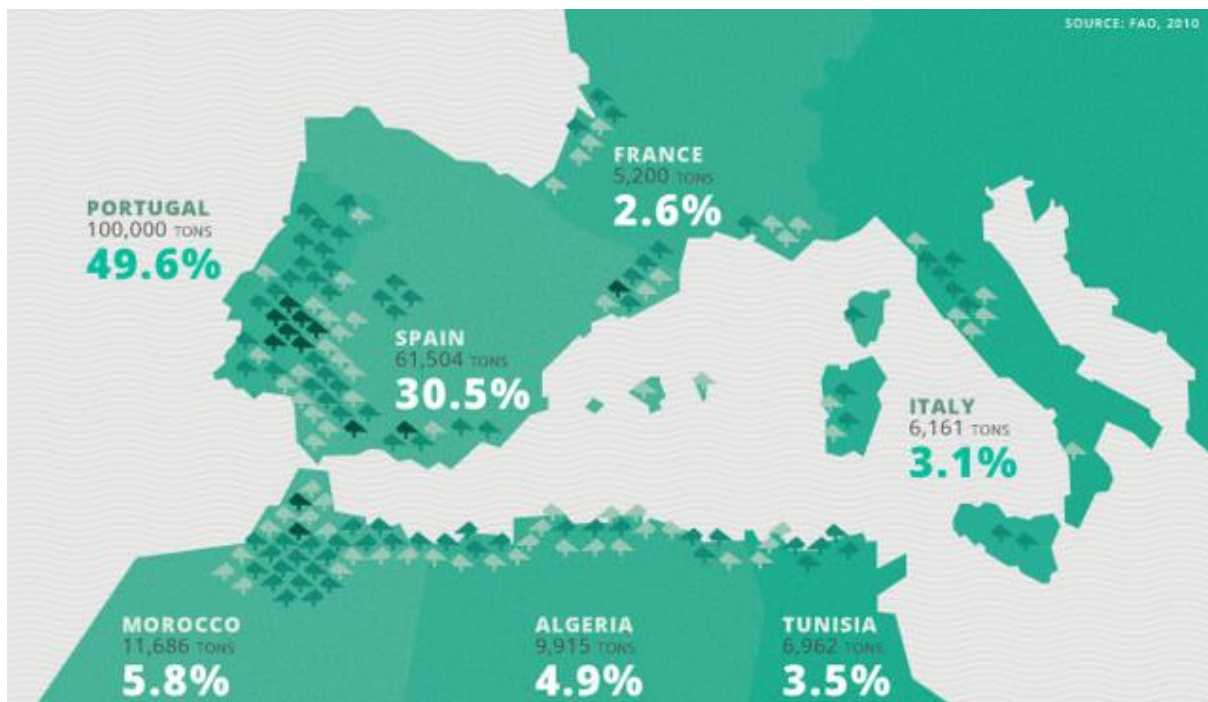 SOURCE: FAO, 2010
FRANCE
5,200 TONS
2.6%
PORTUGAL
100,000 TONS
49.6%
SPAIN
61,504 TONS
30.5%
ITALY
6,161 TONS
3.1%
MOROCCO
11,686 TONS
5.8%
ALGERIA
9,915 TONS
4.9%
TUNISIA
6,962 TONS
3.5%